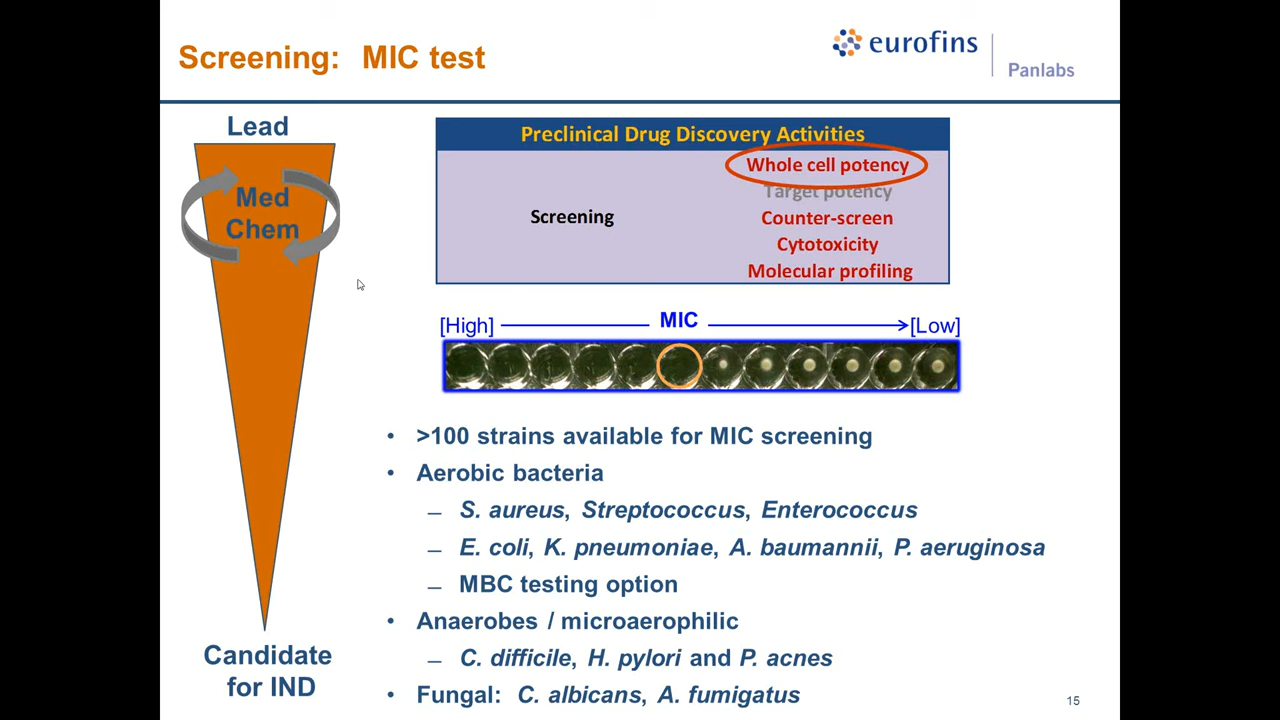 Screening: MIC test
eurofins
Panlabs
Lead
Med
Chem
Candidate
for IND
Preclinical Drug Discovery Activities
Screening
Whole cell potency
Target potency
Counter-screen
Cytotoxicity
Molecular profiling
[High] MIC [Low]
• >100 strains available for MIC screening
• Aerobic bacteria
– S. aureus, Streptococcus, Enterococcus
– E. coli, K. pneumoniae, A. baumannii, P. aeruginosa
– MBC testing option
• Anaerobes / microaerophilic
– C. difficile, H. pylori and P. acnes
• Fungal: C. albicans, A. fumigatus
15